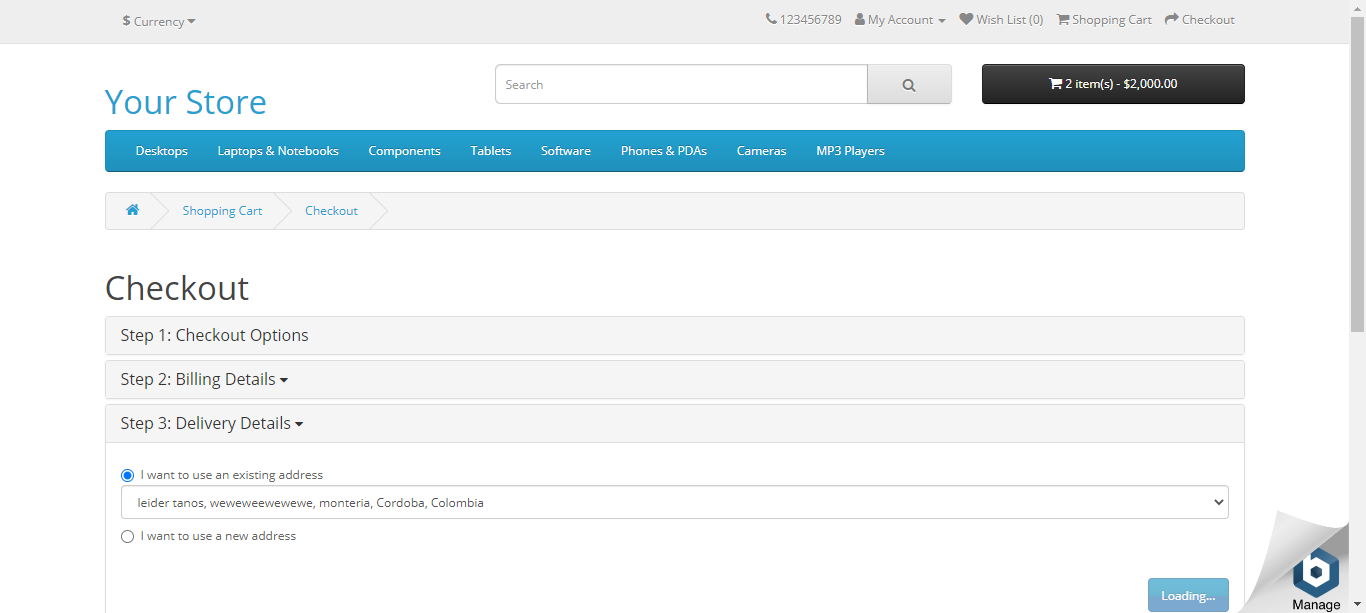 $ Currency
123456789 My Account Wish List (0) Shopping Cart Checkout
Your Store
Search
2 item(s) - $2,000.00
Desktops Laptops & Notebooks Components Tablets Software Phones & PDAs Cameras MP3 Players
Shopping Cart Checkout
Checkout
Step 1: Checkout Options
Step 2: Billing Details
Step 3: Delivery Details
I want to use an existing address
leider tanos, weweweewewewe, monteria, Cordoba, Colombia
I want to use a new address
Loading...
b
Manage